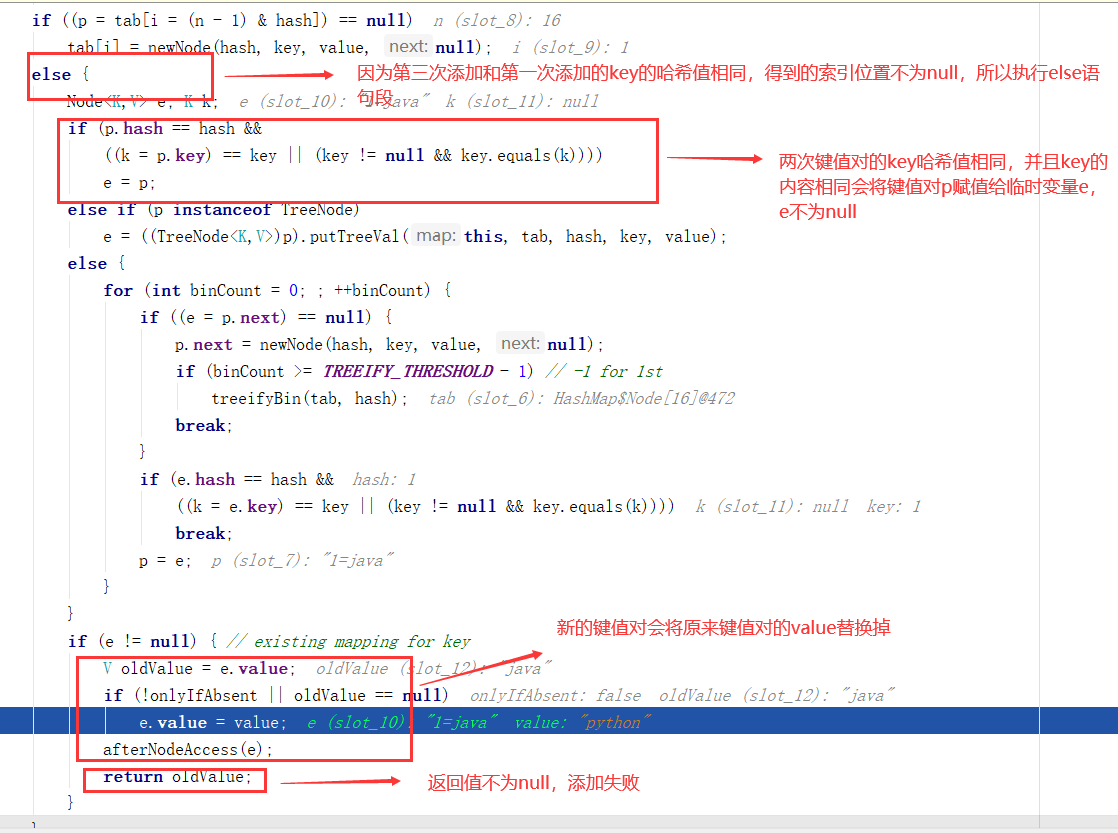 if ((p = tab[i = (n - 1) & hash]) == null) n (slot_8): 16
tab[i] = newNode(hash, key, value, next: null); i (slot_9): 1
else {
因为第三次添加和第一次添加的key的哈希值相同，得到的索引位置不为null，所以执行else语
句段
Node<K,V> e; K k; e (slot_10): "1=java" k (slot_11): null
if (p.hash == hash &&
((k = p.key) == key || (key != null && key.equals(k))))
e = p;
两次键值对的key哈希值相同，并且key的
内容相同会将键值对p赋值给临时变量e，
e不为null
else if (p instanceof TreeNode)
e = ((TreeNode<K,V>)p).putTreeVal( map: this, tab, hash, key, value);
else {
for (int binCount = 0; ; ++binCount) {
if ((e = p.next) == null) {
p.next = newNode(hash, key, value, next: null);
if (binCount >= TREEIFY_THRESHOLD - 1) // -1 for 1st
treeifyBin(tab, hash); tab (slot_6): HashMap$Node[16]@472
break;
}
if (e.hash == hash && hash: 1
((k = e.key) == key || (key != null && key.equals(k)))) k (slot_11): null key: 1
break;
p = e; p (slot_7): "1=java"
}
}
if (e != null) { // existing mapping for key
新的键值对会将原来键值对的value替换掉
V oldValue = e.value; oldValue (slot_12): "java"
if (!onlyIfAbsent || oldValue == null) onlyIfAbsent: false oldValue (slot_12): "java"
e.value = value; e (slot_10): "1=java" value: "python"
afterNodeAccess(e);
return oldValue;
返回值不为null，添加失败
}
}